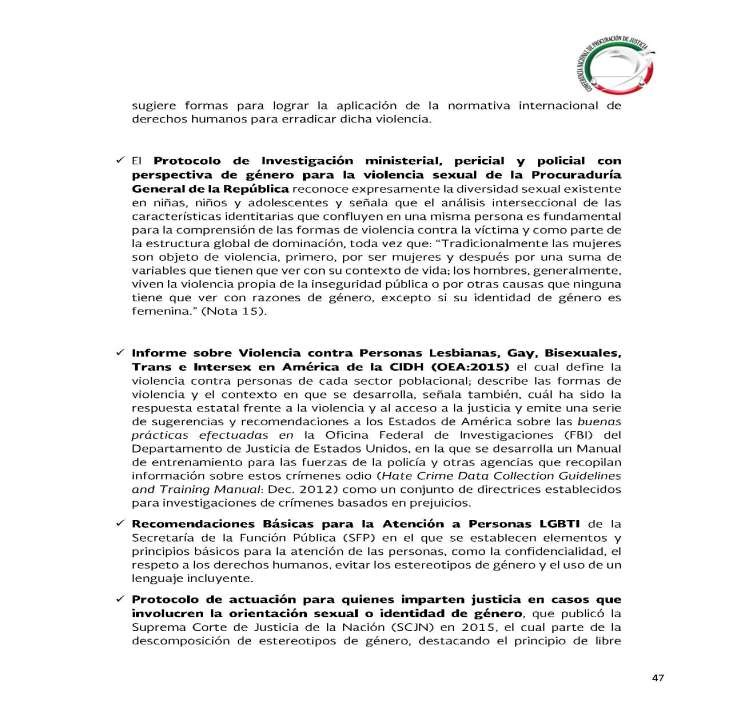 CONFERENCIA NACIONAL DE PROCURACIÓN DE JUSTICIA
sugiere formas para lograr la aplicación de la normativa internacional de
derechos humanos para erradicar dicha violencia.
✓ El Protocolo de Investigación ministerial, pericial y policial con
perspectiva de género para la violencia sexual de la Procuraduría
General de la República reconoce expresamente la diversidad sexual existente
en niñas, niños y adolescentes y señala que el análisis interseccional de las
características identitarias que confluyen en una misma persona es fundamental
para la comprensión de las formas de violencia contra la víctima y como parte de
la estructura global de dominación, toda vez que: “Tradicionalmente las mujeres
son objeto de violencia, primero, por ser mujeres y después por una suma de
variables que tienen que ver con su contexto de vida; los hombres, generalmente,
viven la violencia propia de la inseguridad pública o por otras causas que ninguna
tiene que ver con razones de género, excepto si su identidad de género es
femenina.” (Nota 15).
✓ Informe sobre Violencia contra Personas Lesbianas, Gay, Bisexuales,
Trans e Intersex en América de la CIDH (OEA:2015) el cual define la
violencia contra personas de cada sector poblacional; describe las formas de
violencia y el contexto en que se desarrolla, señala también, cuál ha sido la
respuesta estatal frente a la violencia y al acceso a la justicia y emite una serie
de sugerencias y recomendaciones a los Estados de América sobre las buenas
prácticas efectuadas en la Oficina Federal de Investigaciones (FBI) del
Departamento de Justicia de Estados Unidos, en la que se desarrolla un Manual
de entrenamiento para las fuerzas de la policía y otras agencias que recopilan
información sobre estos crímenes odio (Hate Crime Data Collection Guidelines
and Training Manual: Dec. 2012) como un conjunto de directrices establecidos
para investigaciones de crímenes basados en prejuicios.
✓ Recomendaciones Básicas para la Atención a Personas LGBTI de la
Secretaría de la Función Pública (SFP) en el que se establecen elementos y
principios básicos para la atención de las personas, como la confidencialidad, el
respeto a los derechos humanos, evitar los estereotipos de género y el uso de un
lenguaje incluyente.
✓ Protocolo de actuación para quienes imparten justicia en casos que
involucren la orientación sexual o identidad de género, que publicó la
Suprema Corte de Justicia de la Nación (SCJN) en 2015, el cual parte de la
descomposición de estereotipos de género, destacando el principio de libre
47